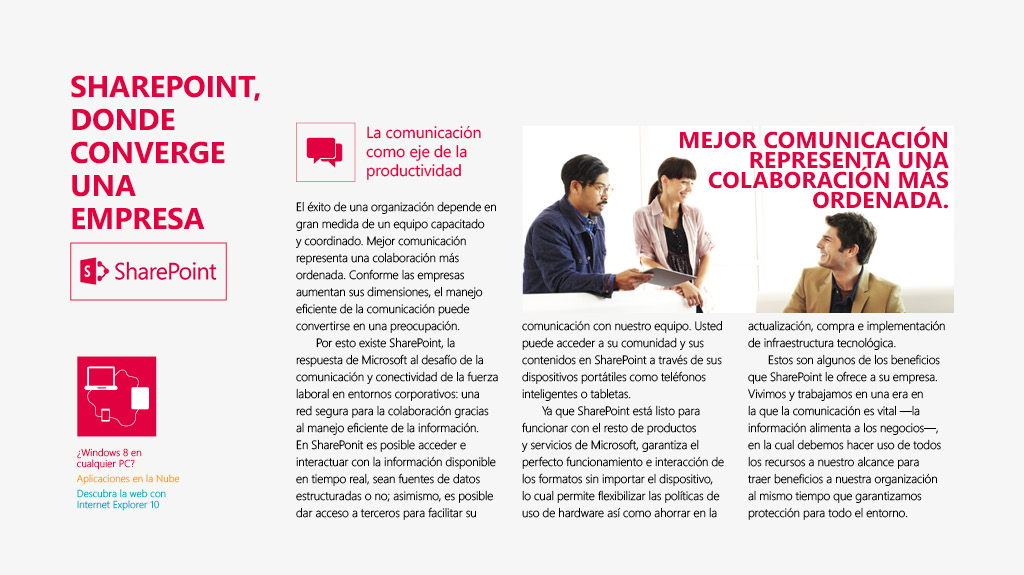 SHAREPOINT,
DONDE
CONVERGE
UNA
EMPRESA
S SharePoint
¿Windows 8 en
cualquier PC?
Aplicaciones en la Nube
Descubra la web con
Internet Explorer 10
La comunicación
como eje de la
productividad
El éxito de una organización depende en
gran medida de un equipo capacitado
y coordinado. Mejor comunicación
representa una colaboración más
ordenada. Conforme las empresas
aumentan sus dimensiones, el manejo
eficiente de la comunicación puede
convertirse en una preocupación.
Por esto existe SharePoint, la
respuesta de Microsoft al desafío de la
comunicación y conectividad de la fuerza
laboral en entornos corporativos: una
red segura para la colaboración gracias
al manejo eficiente de la información.
En SharePonit es posible acceder e
interactuar con la información disponible
en tiempo real, sean fuentes de datos
estructuradas o no; asimismo, es posible
dar acceso a terceros para facilitar su
MEJOR COMUNICACIÓN
REPRESENTA UNA
COLABORACIÓN MÁS
ORDENADA.
comunicación con nuestro equipo. Usted
puede acceder a su comunidad y sus
contenidos en SharePoint a través de sus
dispositivos portátiles como teléfonos
inteligentes o tabletas.
Ya que SharePoint está listo para
funcionar con el resto de productos
y servicios de Microsoft, garantiza el
perfecto funcionamiento e interacción de
los formatos sin importar el dispositivo,
lo cual permite flexibilizar las políticas de
uso de hardware así como ahorrar en la
actualización, compra e implementación
de infraestructura tecnológica.
Estos son algunos de los beneficios
que SharePoint le ofrece a su empresa.
Vivimos y trabajamos en una era en
la que la comunicación es vital —la
información alimenta a los negocios—,
en la cual debemos hacer uso de todos
los recursos a nuestro alcance para
traer beneficios a nuestra organización
al mismo tiempo que garantizamos
protección para todo el entorno.